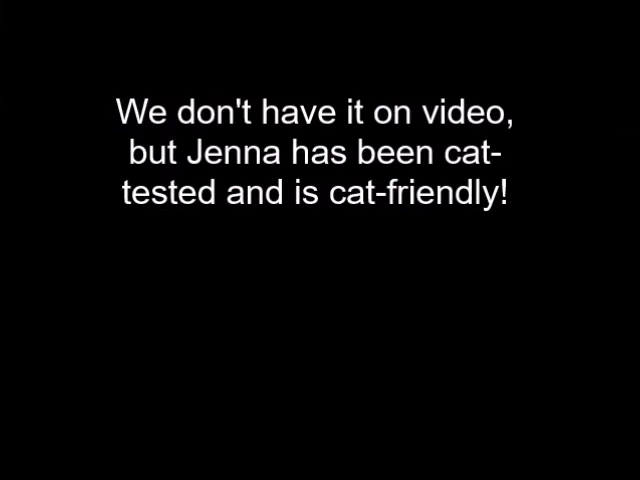 We don't have it on video,
but Jenna has been cat-
tested and is cat-friendly!